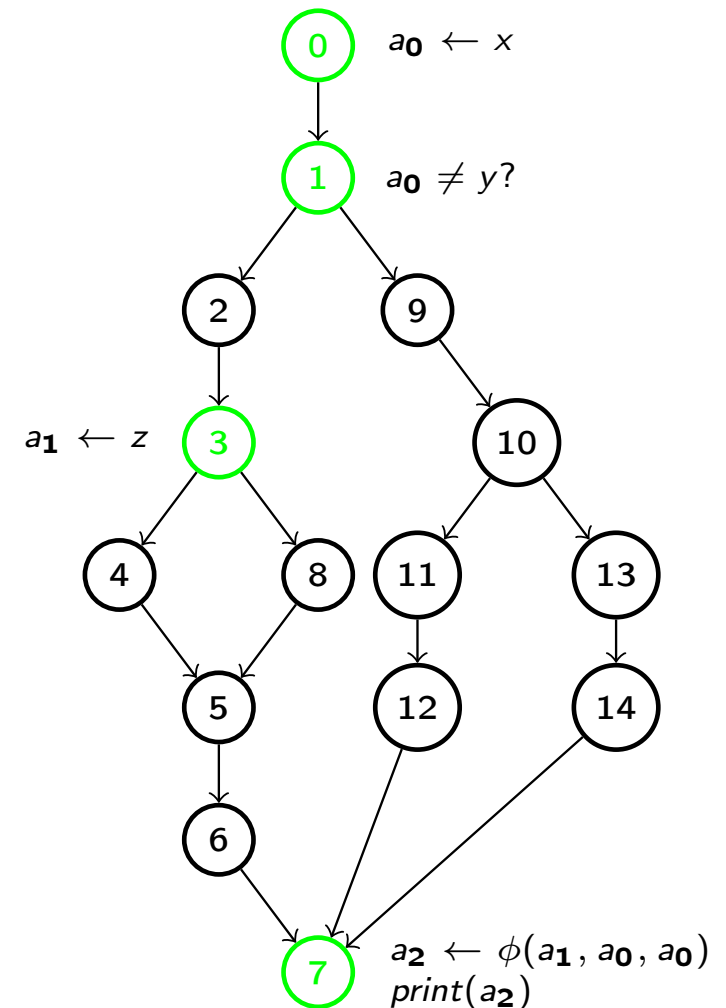 0 a₀ ← x
1 a₀ ≠ y?
2 9
a₁ ← z 3 10
4 8 11 13
5 12 14
6
7 a₂ ← ϕ(a₁, a₀, a₀)
print(a₂)